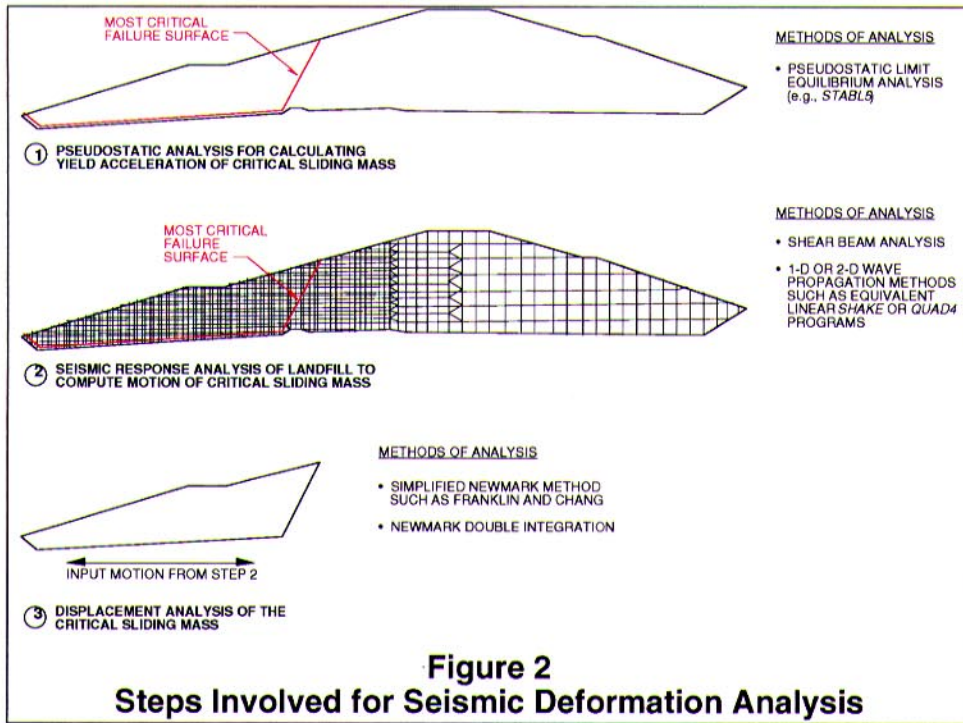 MOST CRITICAL
FAILURE SURFACE
METHODS OF ANALYSIS
• PSEUDOSTATIC LIMIT
EQUILIBRIUM ANALYSIS
(e.g., STABL5)
1 PSEUDOSTATIC ANALYSIS FOR CALCULATING
YIELD ACCELERATION OF CRITICAL SLIDING MASS
MOST CRITICAL
FAILURE
SURFACE
METHODS OF ANALYSIS
• SHEAR BEAM ANALYSIS
• 1-D OR 2-D WAVE
PROPAGATION METHODS
SUCH AS EQUIVALENT
LINEAR SHAKE OR QUAD4
PROGRAMS
2 SEISMIC RESPONSE ANALYSIS OF LANDFILL TO
COMPUTE MOTION OF CRITICAL SLIDING MASS
METHODS OF ANALYSIS
• SIMPLIFIED NEWMARK METHOD
SUCH AS FRANKLIN AND CHANG
• NEWMARK DOUBLE INTEGRATION
INPUT MOTION FROM STEP 2
3 DISPLACEMENT ANALYSIS OF THE
CRITICAL SLIDING MASS
Figure 2
Steps Involved for Seismic Deformation Analysis